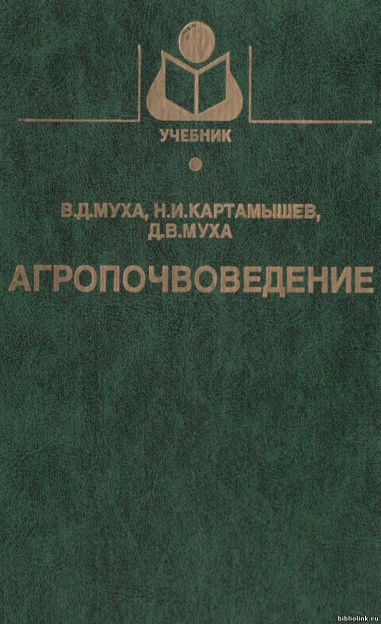 УЧЕБНИК
В.Д.МУХА, Н.И.КАРТАМЫШЕВ,
Д.В.МУХА
АГРОПОЧВОВЕДЕНИЕ
bibliolink.ru